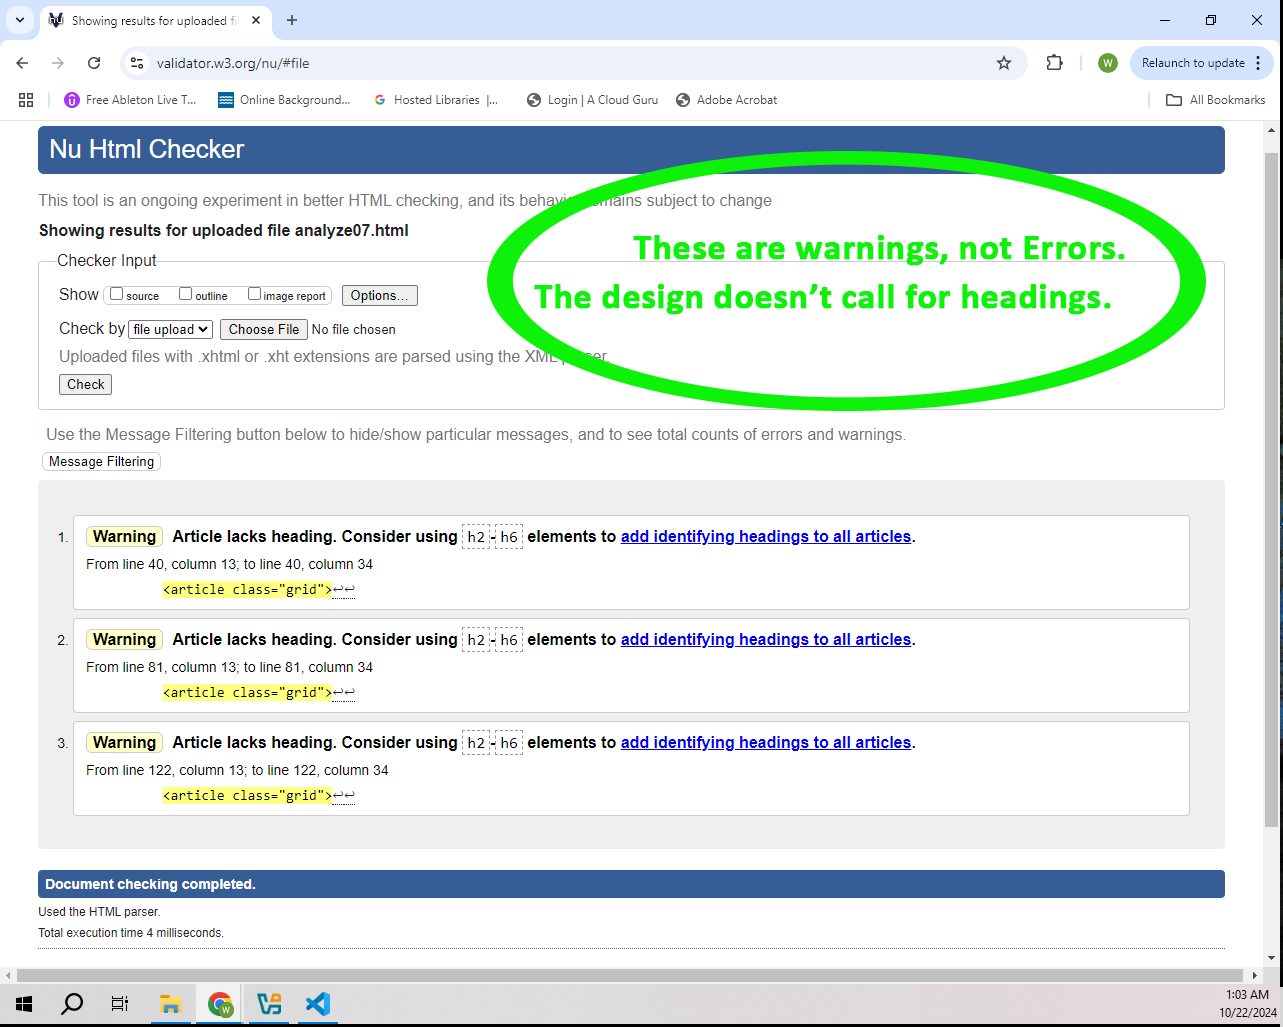 Showing results for uploaded fi
validator.w3.org/nu/#file
W
Relaunch to update
Free Ableton Live T...
Online Background...
Hosted Libraries |...
Login | A Cloud Guru
Adobe Acrobat
All Bookmarks
Nu Html Checker
This tool is an ongoing experiment in better HTML checking, and its behavi mains subject to change
Showing results for uploaded file analyze07.html
These are warnings, not Errors.
The design doesn’t call for headings.
Checker Input
Show source outline image report Options...
Check by file upload Choose File No file chosen
Uploaded files with .xhtml or .xht extensions are parsed using the XML parser.
Check
Use the Message Filtering button below to hide/show particular messages, and to see total counts of errors and warnings.
Message Filtering
1. Warning Article lacks heading. Consider using h2-h6 elements to add identifying headings to all articles.
From line 40, column 13; to line 40, column 34
<article class="grid">↩↩
2. Warning Article lacks heading. Consider using h2-h6 elements to add identifying headings to all articles.
From line 81, column 13; to line 81, column 34
<article class="grid">↩↩
3. Warning Article lacks heading. Consider using h2-h6 elements to add identifying headings to all articles.
From line 122, column 13; to line 122, column 34
<article class="grid">↩↩
Document checking completed.
Used the HTML parser.
Total execution time 4 milliseconds.
1:03 AM
10/22/2024